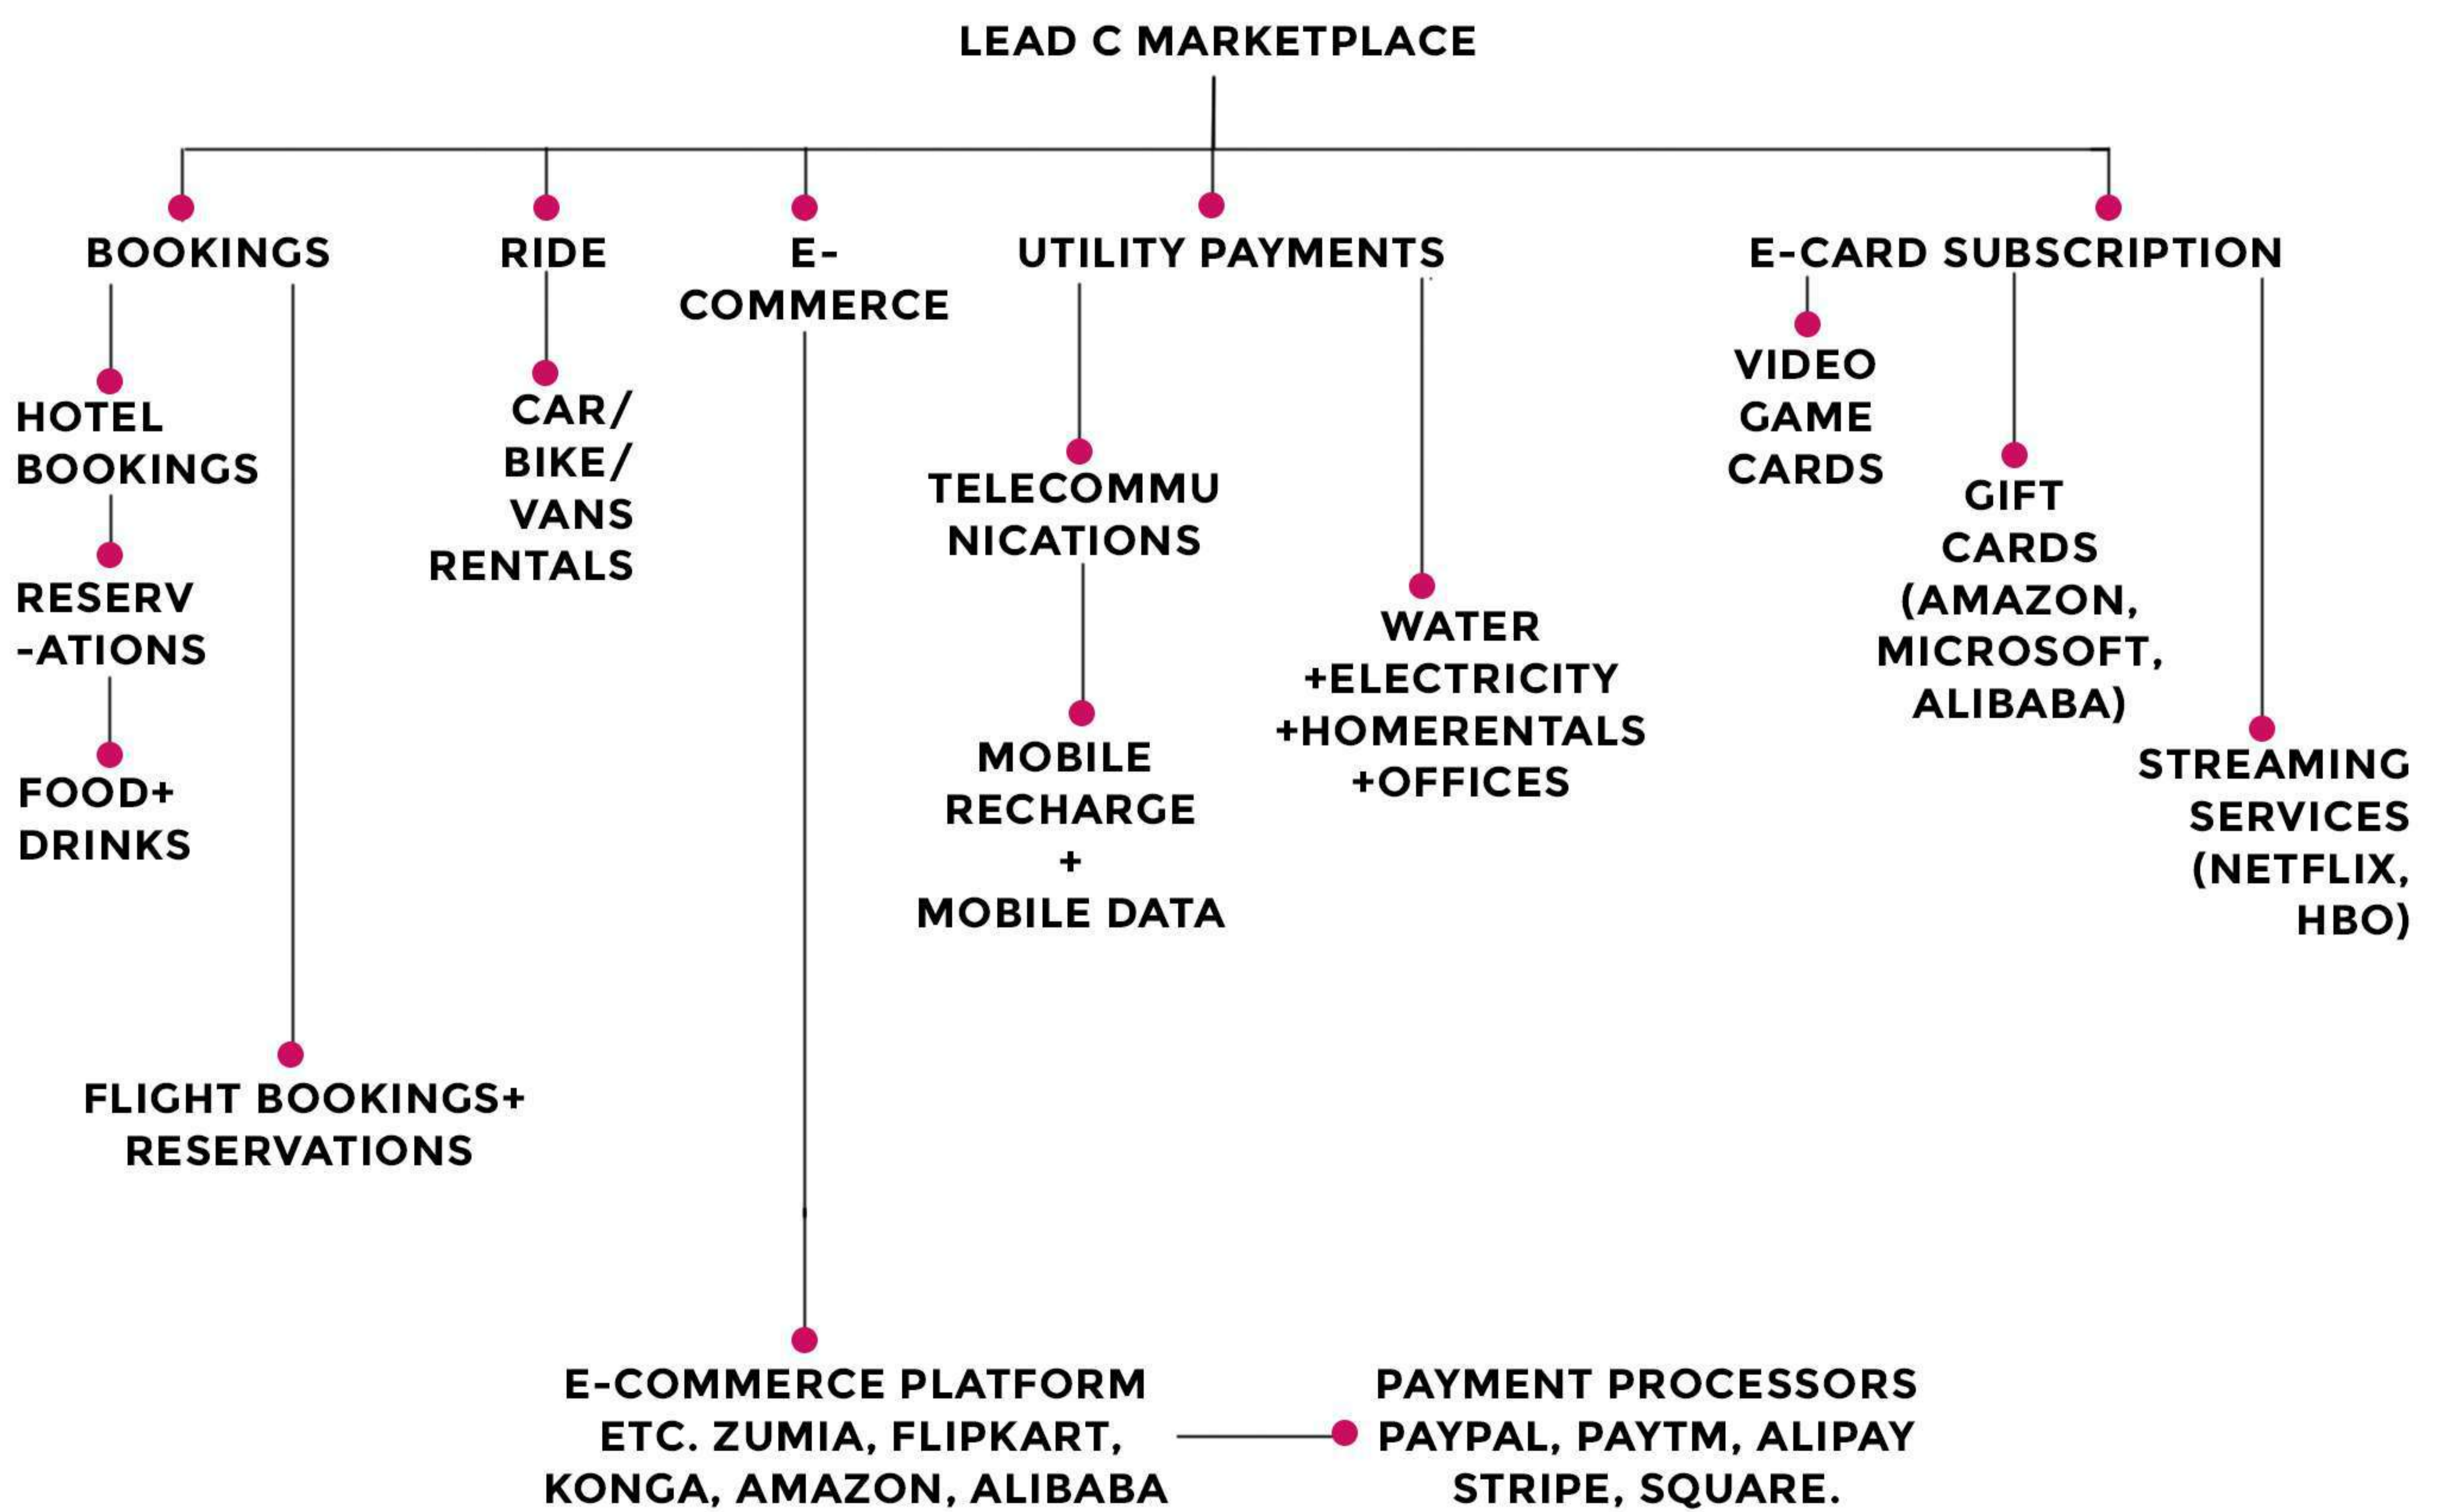 LEAD C MARKETPLACE
BOOKINGS
HOTEL
BOOKINGS
RESERV
-ATIONS
FOOD+
DRINKS
FLIGHT BOOKINGS+
RESERVATIONS
RIDE
CAR/
BIKE/
VANS
RENTALS
E-
COMMERCE
E-COMMERCE PLATFORM
ETC. ZUMIA, FLIPKART,
KONGA, AMAZON, ALIBABA
PAYMENT PROCESSORS
PAYPAL, PAYTM, ALIPAY
STRIPE, SQUARE.
UTILITY PAYMENTS
TELECOMMU
NICATIONS
MOBILE
RECHARGE
+
MOBILE DATA
WATER
+ELECTRICITY
+HOMERENTALS
+OFFICES
E-CARD SUBSCRIPTION
VIDEO
GAME
CARDS
GIFT
CARDS
(AMAZON,
MICROSOFT,
ALIBABA)
STREAMING
SERVICES
(NETFLIX,
HBO)